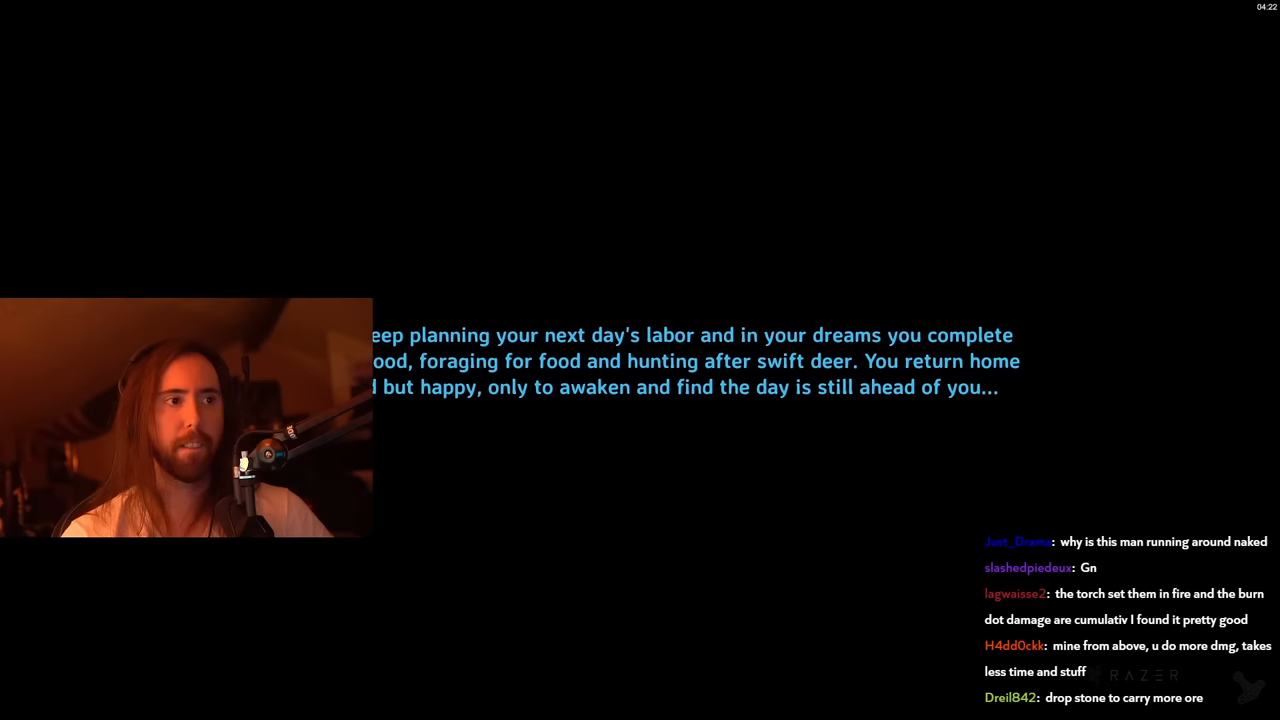 04:22
eep planning your next day's labor and in your dreams you complete
ood, foraging for food and hunting after swift deer. You return home
but happy, only to awaken and find the day is still ahead of you...
Just_Drama: why is this man running around naked
slashedpiedeux: Gn
lagwaisse2: the torch set them in fire and the burn
dot damage are cumulativ I found it pretty good
H4dd0ckk: mine from above, u do more dmg, takes
less time and stuff
RAZER
Dreil842: drop stone to carry more ore